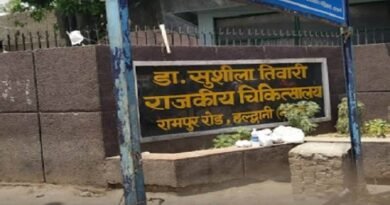 डा. सुशीला तिवारी
राजकीय चिकित्सालय
रामपुर रोड, हल्द्वानी